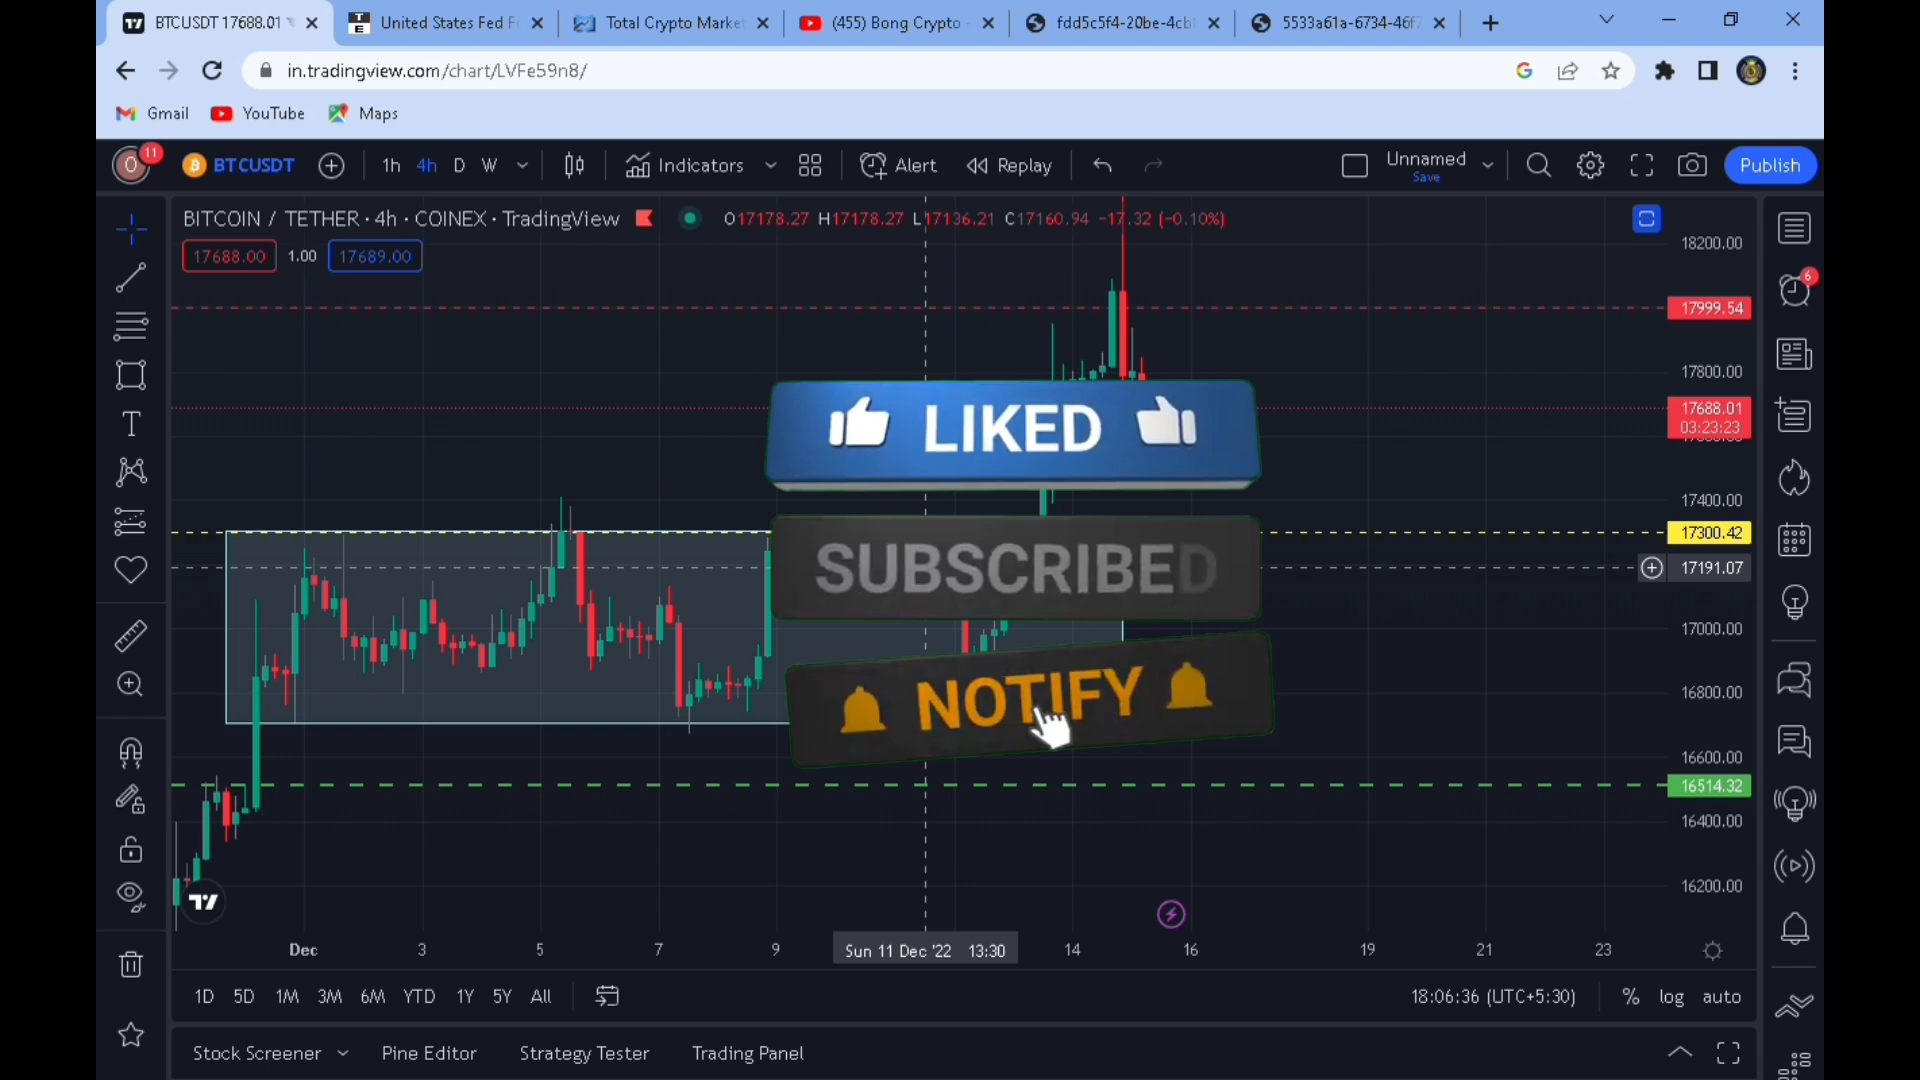 BTCUSDT 17688.01
United States Fed F
Total Crypto Market
(455) Bong Crypto -
fdd5c5f4-20be-4cb
5533a61a-6734-46f7
in.tradingview.com/chart/LVFe59n8/
Gmail YouTube Maps
O 11 BTCUSDT 1h 4h D W Indicators Alert Replay Unnamed Save Publish
BITCOIN / TETHER · 4h · COINEX · TradingView O17178.27 H17178.27 L17136.21 C17160.94 −17.32 (−0.10%)
17688.00 1.00 17689.00
18200.00
6
17999.54
17800.00
17688.01
03:23:23
LIKED
17400.00
17300.42
17191.07
SUBSCRIBED
17000.00
16800.00
NOTIFY
16600.00
16514.32
16400.00
16200.00
Dec 3 5 7 9 Sun 11 Dec '22 13:30 14 16 19 21 23
1D 5D 1M 3M 6M YTD 1Y 5Y All 18:06:36 (UTC+5:30) % log auto
Stock Screener Pine Editor Strategy Tester Trading Panel